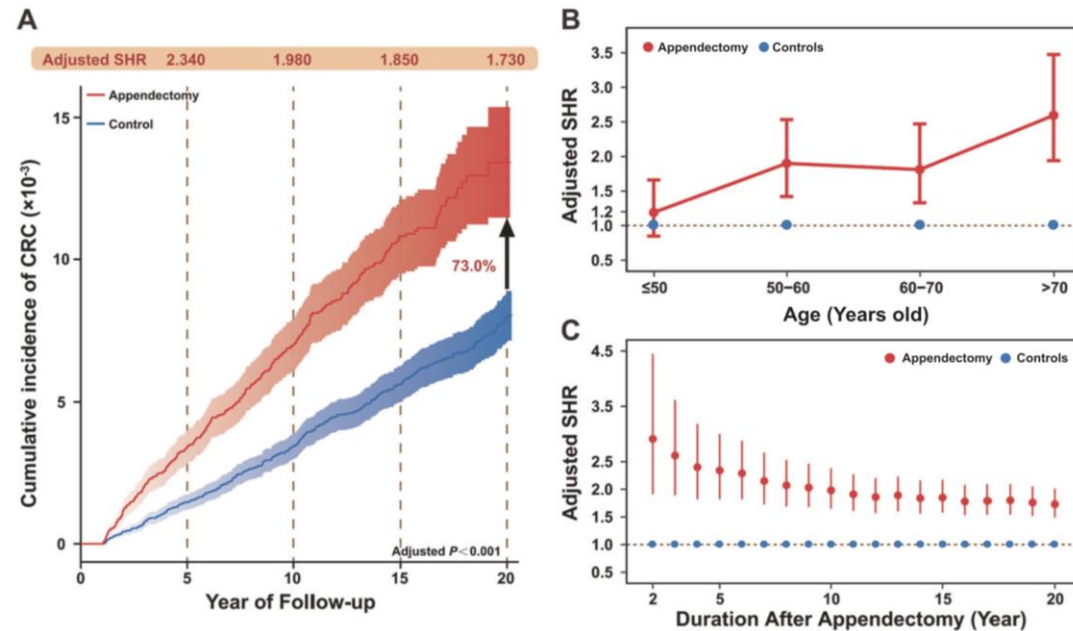 A
Adjusted SHR 2.340 1.980 1.850 1.730
Appendectomy
Control
15
10
5
0
Cumulative incidence of CRC (×10-³)
73.0%
Adjusted P<0.001
0 5 10 15 20
Year of Follow-up
B
Appendectomy Controls
3.5
3.0
2.5
2.0
1.5
1.2
1.0
0.5
Adjusted SHR
≤50 50-60 60-70 >70
Age (Years old)
C
Appendectomy Controls
4.5
3.5
2.5
2.0
1.5
1.0
0.5
Adjusted SHR
2 5 10 15 20
Duration After Appendectomy (Year)